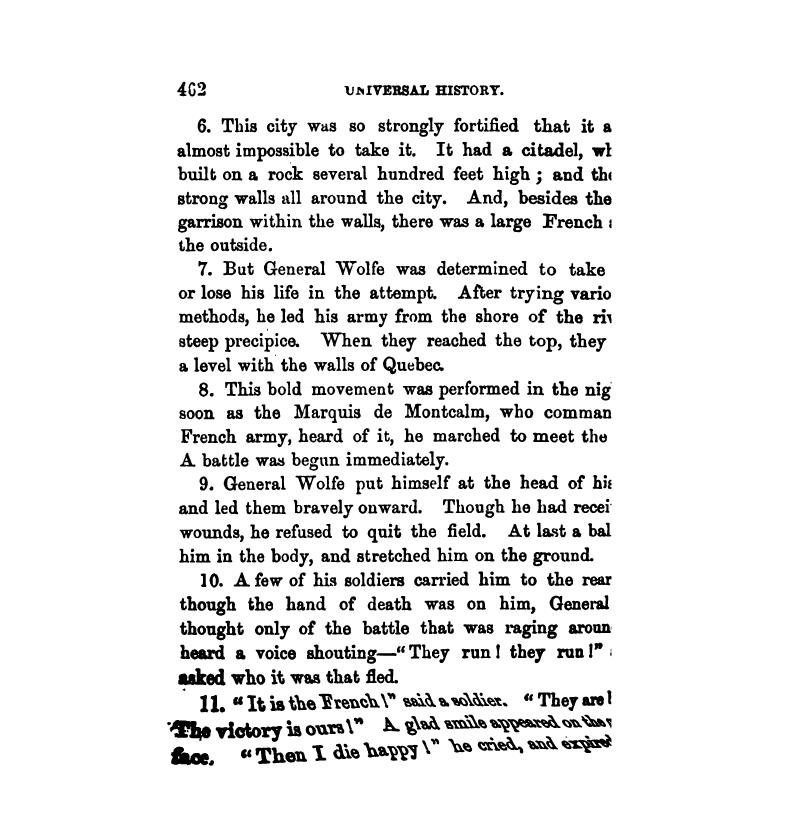 462 UNIVERSAL HISTORY.
6. This city was so strongly fortified that it a
almost impossible to take it. It had a citadel, wh
built on a rock several hundred feet high; and the
strong walls all around the city. And, besides the
garrison within the walls, there was a large French
the outside.
7. But General Wolfe was determined to take
or lose his life in the attempt. After trying vario
methods, he led his army from the shore of the riv
steep precipice. When they reached the top, they
a level with the walls of Quebec.
8. This bold movement was performed in the nig
soon as the Marquis de Montcalm, who comman
French army, heard of it, he marched to meet the
A battle was begun immediately.
9. General Wolfe put himself at the head of his
and led them bravely onward. Though he had recei
wounds, he refused to quit the field. At last a bal
him in the body, and stretched him on the ground.
10. A few of his soldiers carried him to the rear
though the hand of death was on him, General
thought only of the battle that was raging aroun
heard a voice shouting—"They run! they run!"
asked who it was that fled.
11. "It is the French!" said a soldier. "They are
"The victory is ours!" A glad smile appeared on the
face. "Then I die happy!" he cried, and expired